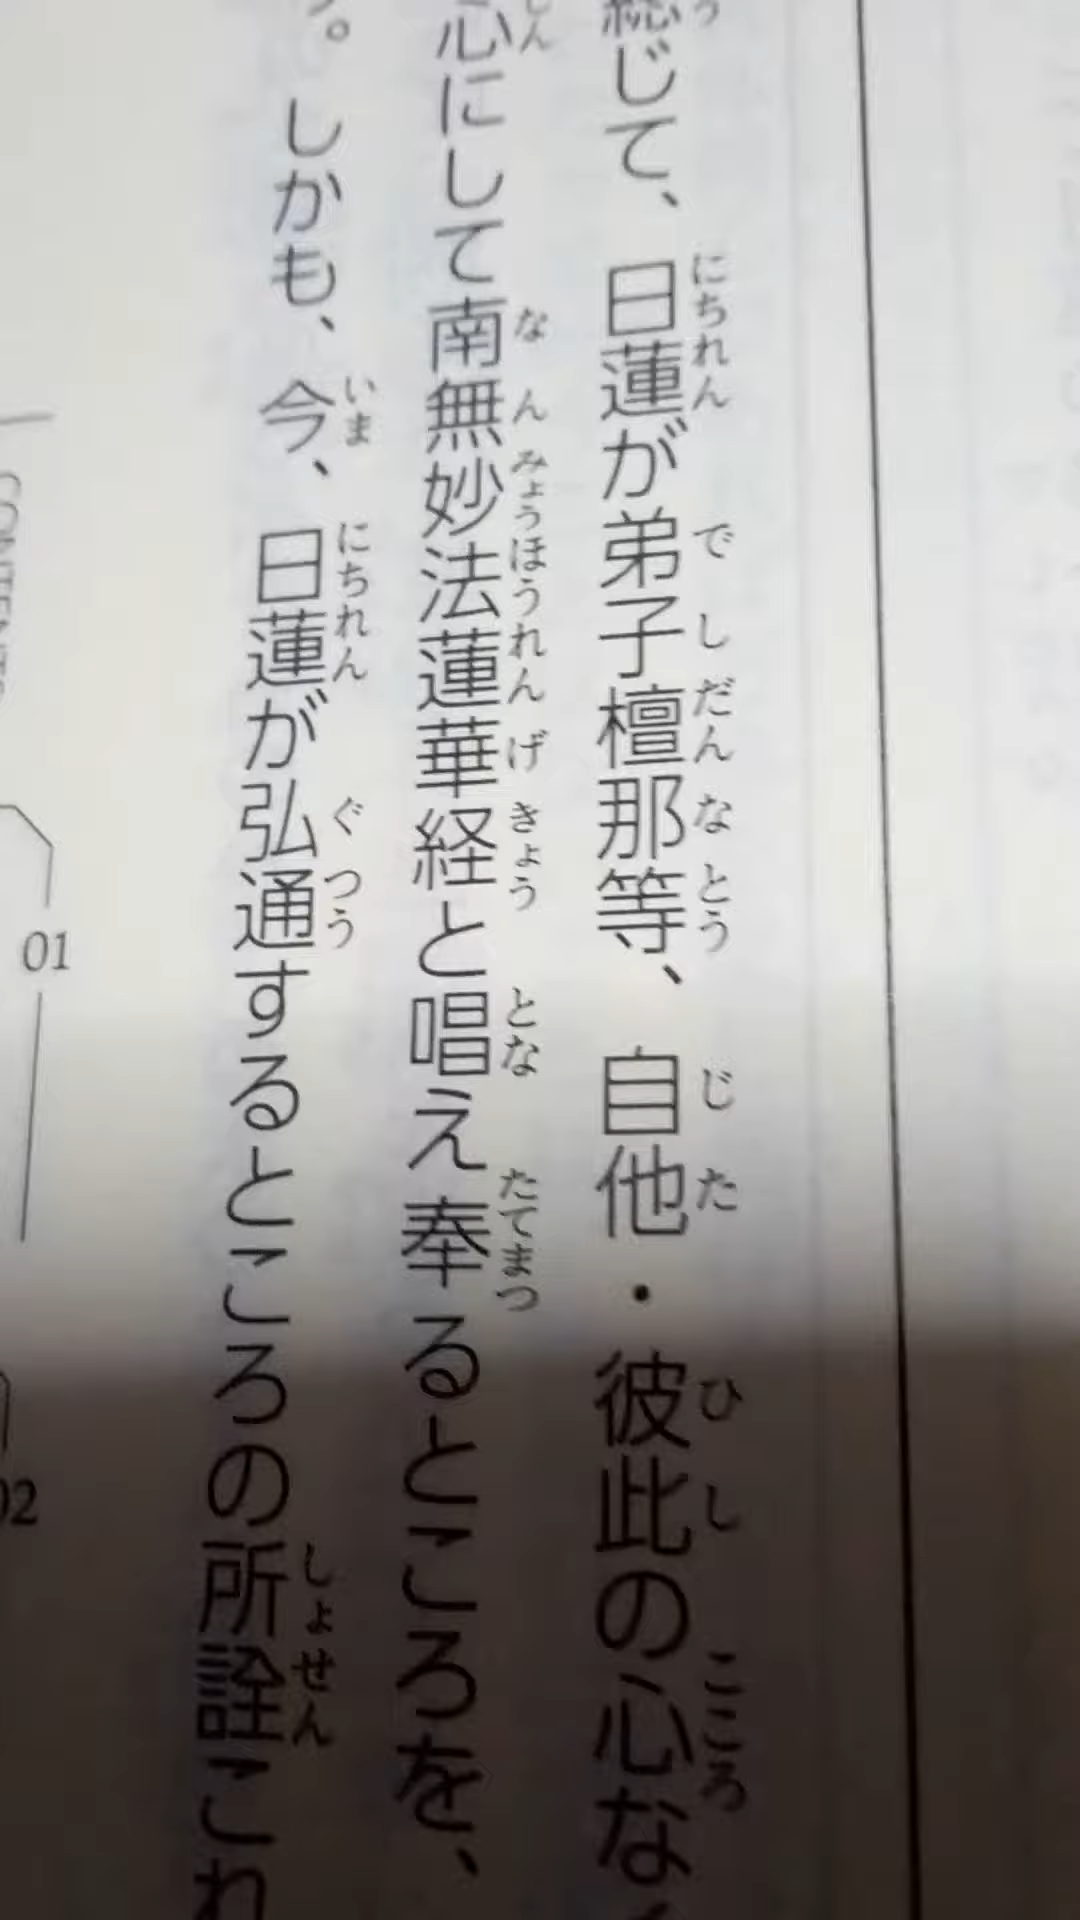 総じて、日蓮が弟子檀那等、自他・彼此の心な
心にして南無妙法蓮華経と唱え奉るところを、
。しかも、今、日蓮が弘通するところの所詮これ
01
02